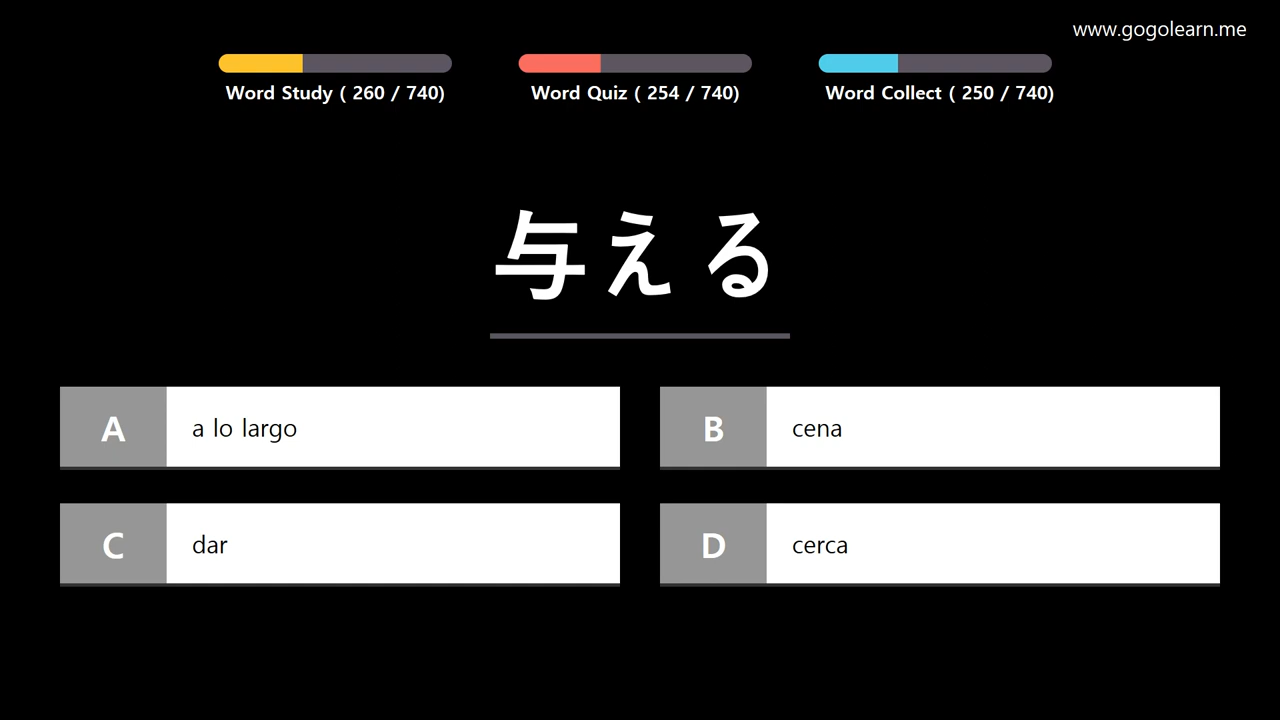 www.gogolearn.me
Word Study ( 260 / 740)
Word Quiz ( 254 / 740)
Word Collect ( 250 / 740)
与える
A
a lo largo
B
cena
C
dar
D
cerca